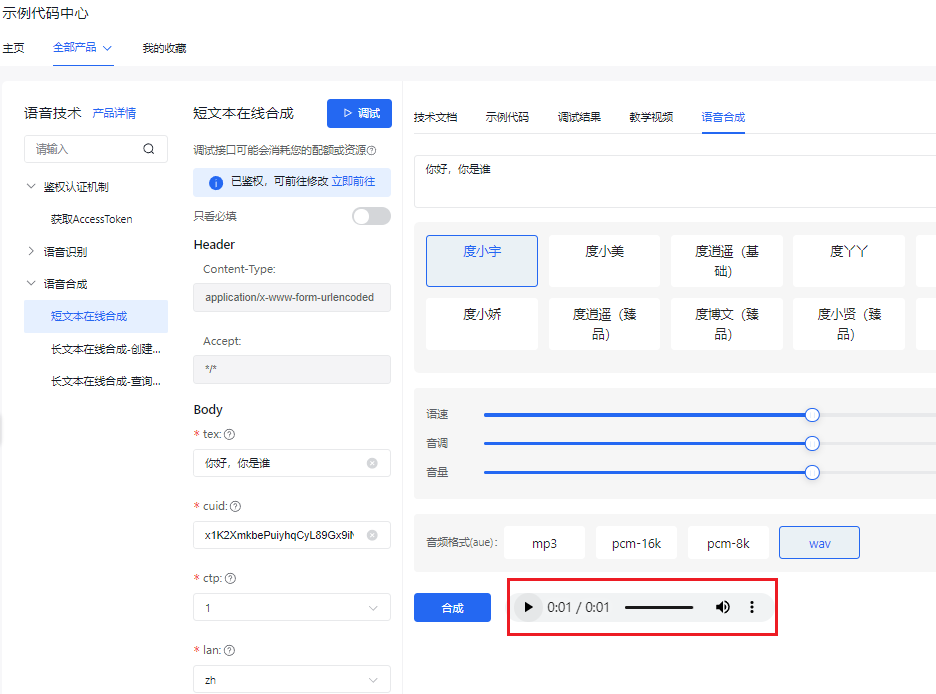 示例代码中心
主页 全部产品 我的收藏
语音技术 产品详情
请输入
鉴权认证机制
获取AccessToken
语音识别
语音合成
短文本在线合成
长文本在线合成-创建...
长文本在线合成-查询...
短文本在线合成 调试
调试接口可能会消耗您的配额或资源
已鉴权，可前往修改 立即前往
只看必填
Header
Content-Type:
application/x-www-form-urlencoded
Accept:
*/*
Body
* tex:
你好，你是谁
* cuid:
x1K2XmkbePuiyhqCyL89Gx9iN
* ctp:
1
* lan:
zh
技术文档 示例代码 调试结果 教学视频 语音合成
你好，你是谁
度小宇 度小美 度逍遥（基础） 度丫丫
度小娇 度逍遥（臻品） 度博文（臻品） 度小贤（臻品）
语速
音调
音量
音频格式(aue): mp3 pcm-16k pcm-8k wav
合成 0:01 / 0:01